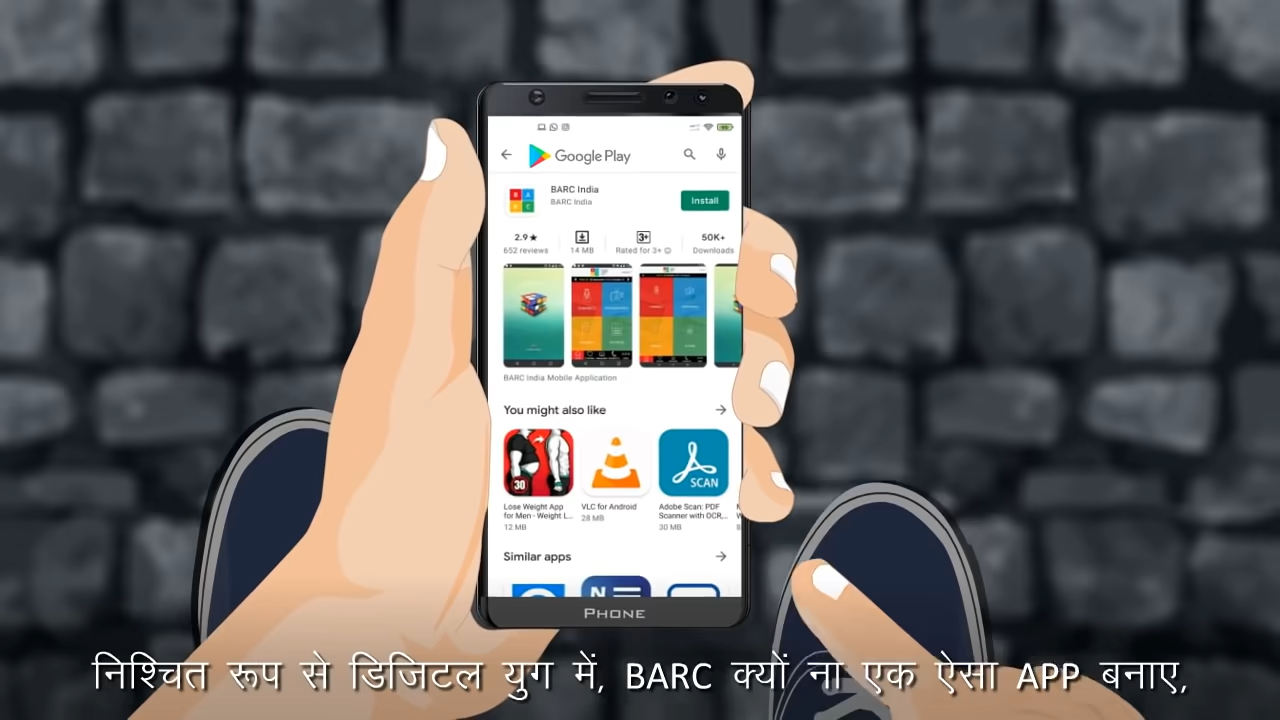 Google Play
BARC India
BARC India
Install
2.9★
652 reviews
14 MB
3+
Rated for 3+
50K+
Downloads
BARC India Mobile Application
You might also like
30
SCAN
Lose Weight App
for Men - Weight L...
12 MB
VLC for Android
28 MB
Adobe Scan: PDF
Scanner with OCR,...
30 MB
Similar apps
N
PHONE
निश्चित रूप से डिजिटल युग में, BARC क्यों ना एक ऐसा APP बनाए,